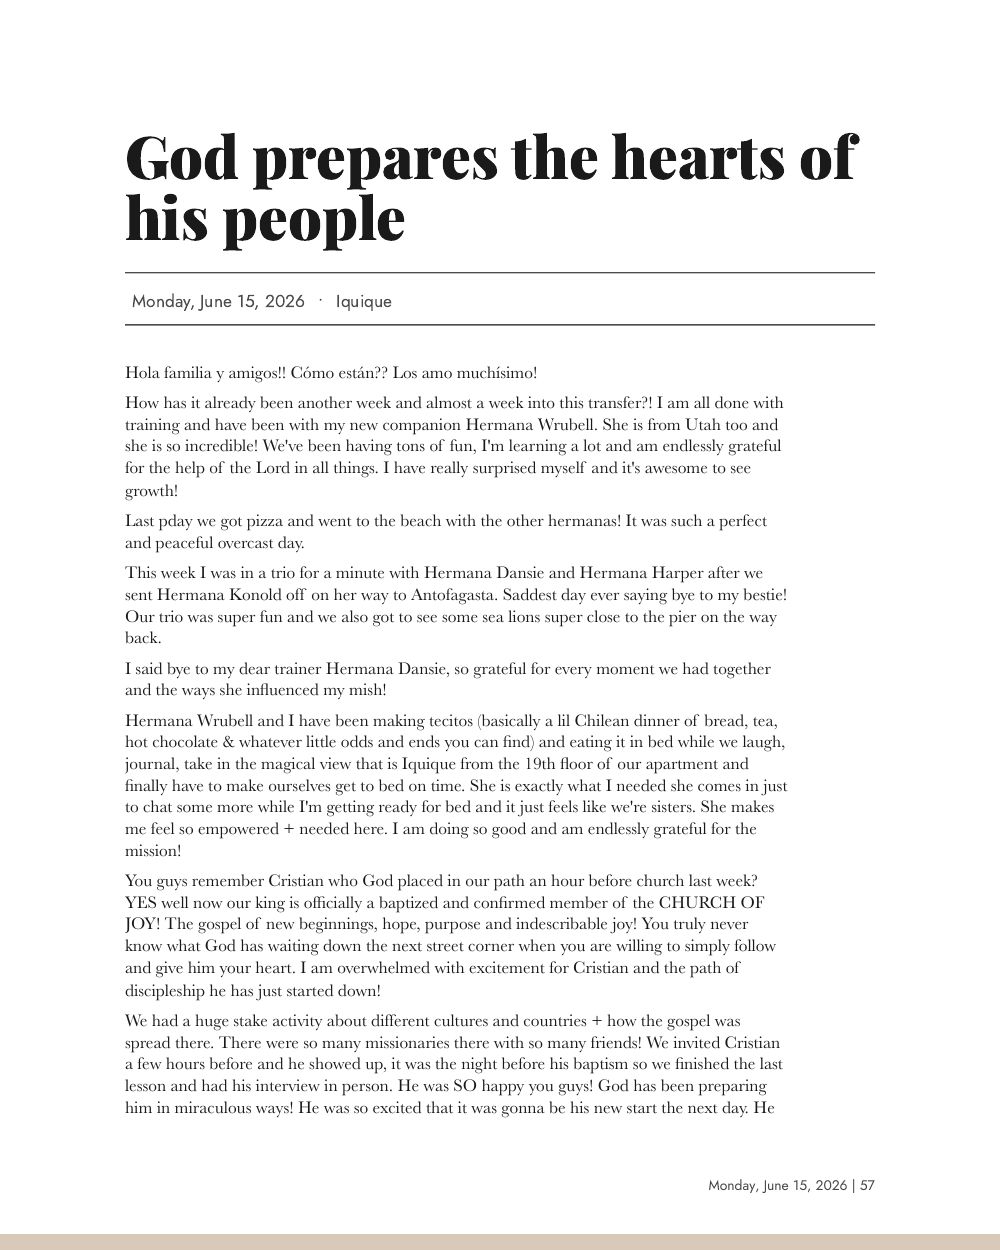 God prepares the hearts of
his people
Monday, June 15, 2026 · Iquique
Hola familia y amigos!! Cómo están?? Los amo muchísimo!
How has it already been another week and almost a week into this transfer?! I am all done with
training and have been with my new companion Hermana Wrubell. She is from Utah too and
she is so incredible! We've been having tons of fun, I'm learning a lot and am endlessly grateful
for the help of the Lord in all things. I have really surprised myself and it's awesome to see
growth!
Last pday we got pizza and went to the beach with the other hermanas! It was such a perfect
and peaceful overcast day.
This week I was in a trio for a minute with Hermana Dansie and Hermana Harper after we
sent Hermana Konold off on her way to Antofagasta. Saddest day ever saying bye to my bestie!
Our trio was super fun and we also got to see some sea lions super close to the pier on the way
back.
I said bye to my dear trainer Hermana Dansie, so grateful for every moment we had together
and the ways she influenced my mish!
Hermana Wrubell and I have been making tecitos (basically a lil Chilean dinner of bread, tea,
hot chocolate & whatever little odds and ends you can find) and eating it in bed while we laugh,
journal, take in the magical view that is Iquique from the 19th floor of our apartment and
finally have to make ourselves get to bed on time. She is exactly what I needed she comes in just
to chat some more while I'm getting ready for bed and it just feels like we're sisters. She makes
me feel so empowered + needed here. I am doing so good and am endlessly grateful for the
mission!
You guys remember Cristian who God placed in our path an hour before church last week?
YES well now our king is officially a baptized and confirmed member of the CHURCH OF
JOY! The gospel of new beginnings, hope, purpose and indescribable joy! You truly never
know what God has waiting down the next street corner when you are willing to simply follow
and give him your heart. I am overwhelmed with excitement for Cristian and the path of
discipleship he has just started down!
We had a huge stake activity about different cultures and countries + how the gospel was
spread there. There were so many missionaries there with so many friends! We invited Cristian
a few hours before and he showed up, it was the night before his baptism so we finished the last
lesson and had his interview in person. He was SO happy you guys! God has been preparing
him in miraculous ways! He was so excited that it was gonna be his new start the next day. He
Monday, June 15, 2026 | 57